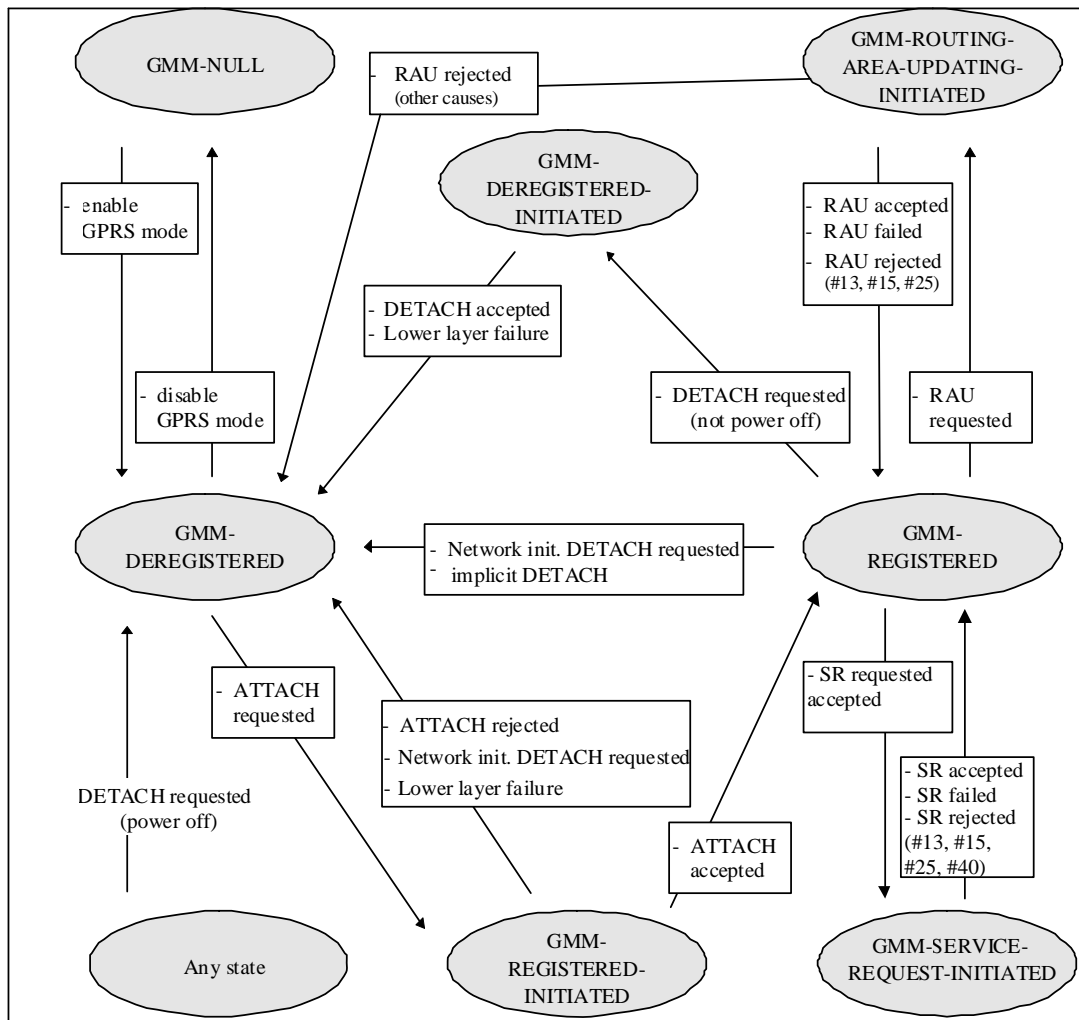 GMM-NULL
GMM-ROUTING-
AREA-UPDATING-
INITIATED
- RAU rejected
(other causes)
GMM-
DEREGISTERED-
INITIATED
- enable
GPRS mode
- RAU accepted
- RAU failed
- RAU rejected
(#13, #15, #25)
- DETACH accepted
- Lower layer failure
- disable
GPRS mode
- DETACH requested
(not power off)
- RAU
requested
GMM-
DEREGISTERED
- Network init. DETACH requested
- implicit DETACH
GMM-
REGISTERED
- ATTACH
requested
- ATTACH rejected
- Network init. DETACH requested
- Lower layer failure
- SR requested
accepted
DETACH requested
(power off)
- ATTACH
accepted
- SR accepted
- SR failed
- SR rejected
(#13, #15,
#25, #40)
Any state
GMM-
REGISTERED-
INITIATED
GMM-SERVICE-
REQUEST-INITIATED